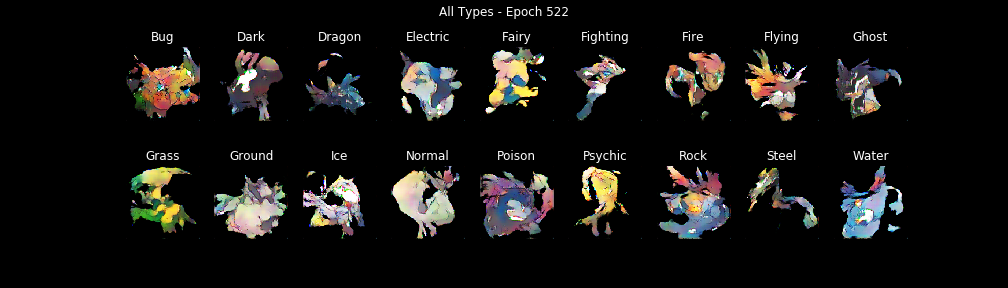 All Types - Epoch 522
Bug Dark Dragon Electric Fairy Fighting Fire Flying Ghost
Grass Ground Ice Normal Poison Psychic Rock Steel Water